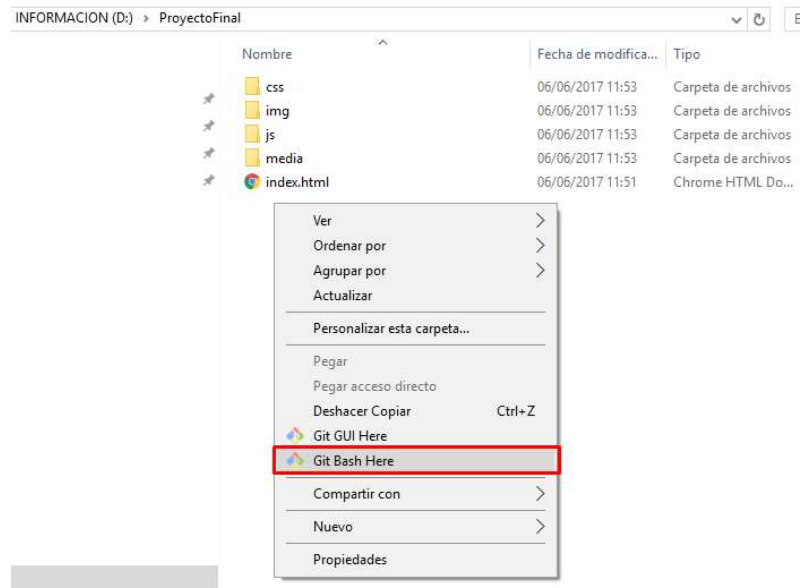 INFORMACION (D:) > ProyectoFinal
Nombre Fecha de modifica... Tipo
css 06/06/2017 11:53 Carpeta de archivos
img 06/06/2017 11:53 Carpeta de archivos
js 06/06/2017 11:53 Carpeta de archivos
media 06/06/2017 11:53 Carpeta de archivos
index.html 06/06/2017 11:51 Chrome HTML Do...
Ver
Ordenar por
Agrupar por
Actualizar
Personalizar esta carpeta...
Pegar
Pegar acceso directo
Deshacer Copiar Ctrl+Z
Git GUI Here
Git Bash Here
Compartir con
Nuevo
Propiedades